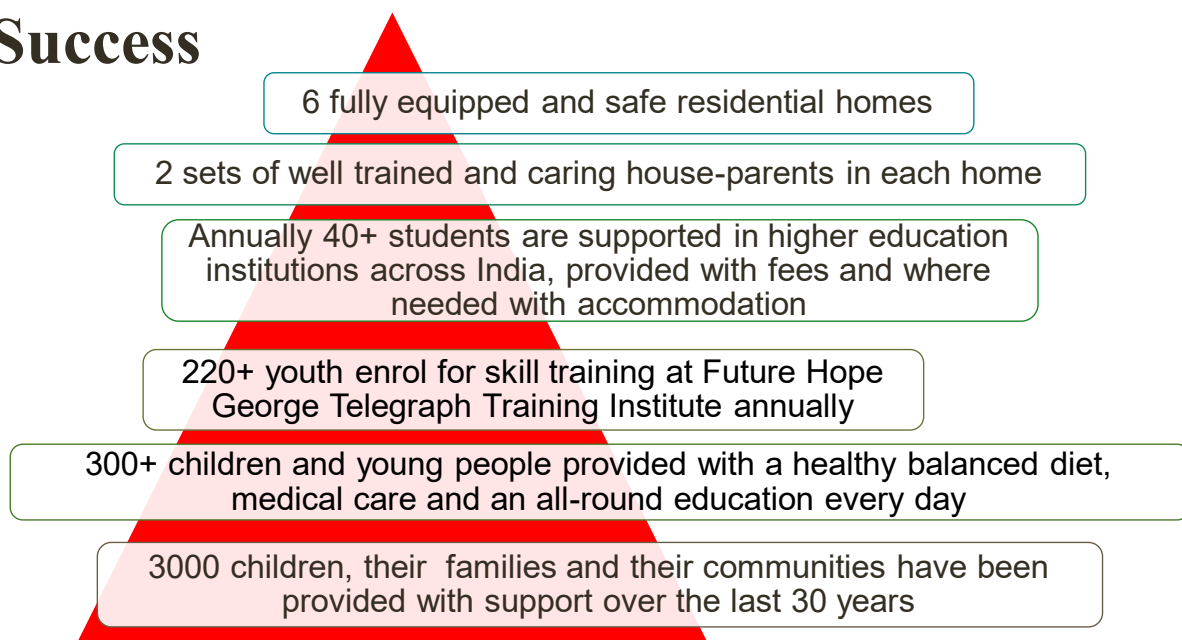 Success
6 fully equipped and safe residential homes
2 sets of well trained and caring house-parents in each home
Annually 40+ students are supported in higher education
institutions across India, provided with fees and where
needed with accommodation
220+ youth enrol for skill training at Future Hope
George Telegraph Training Institute annually
300+ children and young people provided with a healthy balanced diet,
medical care and an all-round education every day
3000 children, their  families and their communities have been
provided with support over the last 30 years